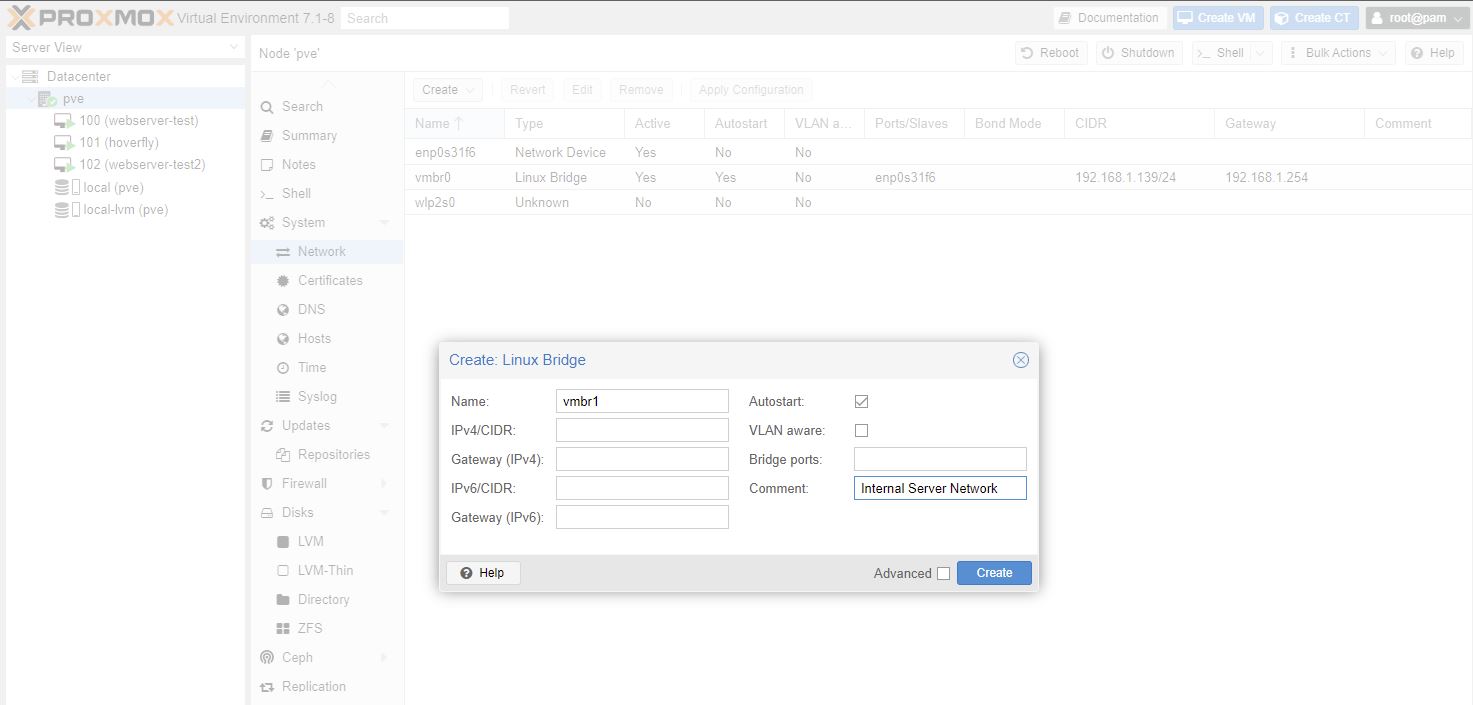 PROXMOX Virtual Environment 7.1-8 Search Documentation Create VM Create CT root@pam
Server View
Node 'pve' Reboot Shutdown >_ Shell Bulk Actions Help
Datacenter
pve
100 (webserver-test)
101 (hoverfly)
102 (webserver-test2)
local (pve)
local-lvm (pve)
Search
Summary
Notes
>_ Shell
System
Network
Certificates
DNS
Hosts
Time
Syslog
Updates
Repositories
Firewall
Disks
LVM
LVM-Thin
Directory
ZFS
Ceph
Replication
Create Revert Edit Remove Apply Configuration
Name Type Active Autostart VLAN a... Ports/Slaves Bond Mode CIDR Gateway Comment
enp0s31f6 Network Device Yes No No
vmbr0 Linux Bridge Yes Yes No enp0s31f6 192.168.1.139/24 192.168.1.254
wlp2s0 Unknown No No No
Create: Linux Bridge
Name: vmbr1 Autostart:
IPv4/CIDR: VLAN aware:
Gateway (IPv4): Bridge ports:
IPv6/CIDR: Comment: Internal Server Network
Gateway (IPv6):
Help Advanced Create